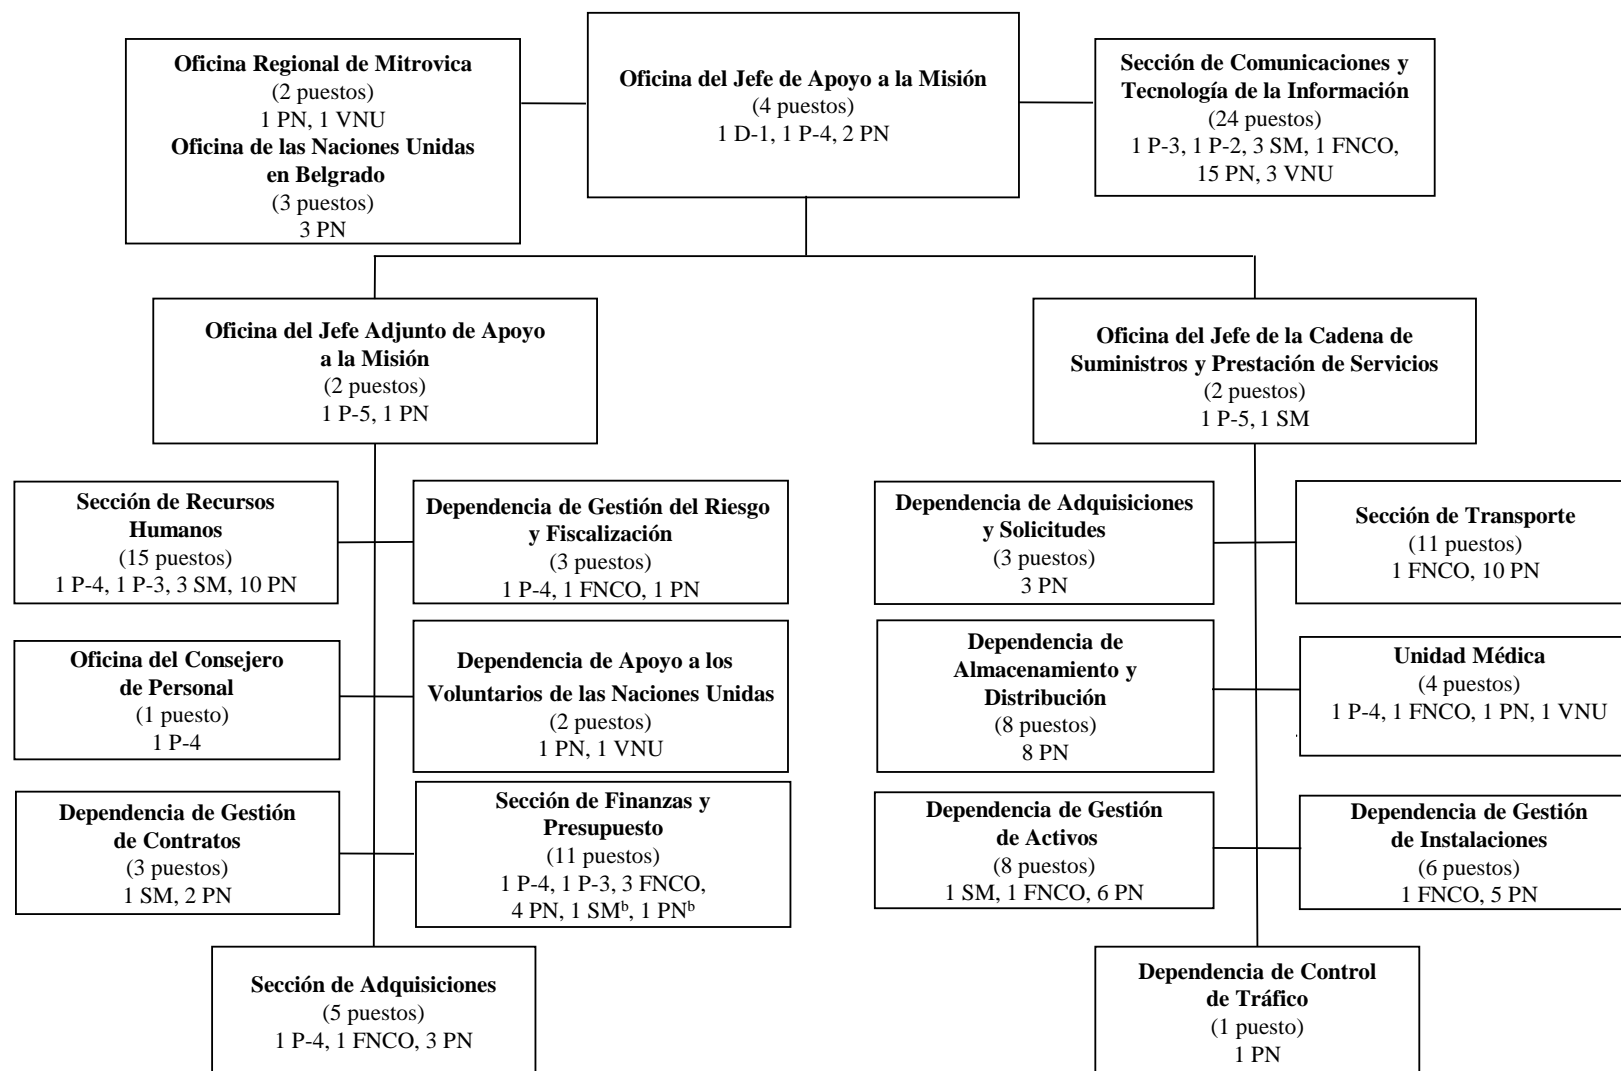 Oficina Regional de Mitrovica
(2 puestos)
1 PN, 1 VNU
Oficina de las Naciones Unidas
en Belgrado
(3 puestos)
3 PN
Oficina del Jefe de Apoyo a la Misión
(4 puestos)
1 D-1, 1 P-4, 2 PN
Sección de Comunicaciones y
Tecnología de la Información
(24 puestos)
1 P-3, 1 P-2, 3 SM, 1 FNCO,
15 PN, 3 VNU
Oficina del Jefe Adjunto de Apoyo
a la Misión
(2 puestos)
1 P-5, 1 PN
Oficina del Jefe de la Cadena de
Suministros y Prestación de Servicios
(2 puestos)
1 P-5, 1 SM
Sección de Recursos
Humanos
(15 puestos)
1 P-4, 1 P-3, 3 SM, 10 PN
Dependencia de Gestión del Riesgo
y Fiscalización
(3 puestos)
1 P-4, 1 FNCO, 1 PN
Dependencia de Adquisiciones
y Solicitudes
(3 puestos)
3 PN
Sección de Transporte
(11 puestos)
1 FNCO, 10 PN
Oficina del Consejero
de Personal
(1 puesto)
1 P-4
Dependencia de Apoyo a los
Voluntarios de las Naciones Unidas
(2 puestos)
1 PN, 1 VNU
Dependencia de
Almacenamiento y
Distribución
(8 puestos)
8 PN
Unidad Médica
(4 puestos)
1 P-4, 1 FNCO, 1 PN, 1 VNU
Dependencia de Gestión
de Contratos
(3 puestos)
1 SM, 2 PN
Sección de Finanzas y
Presupuesto
(11 puestos)
1 P-4, 1 P-3, 3 FNCO,
4 PN, 1 SMᵇ, 1 PNᵇ
Dependencia de Gestión
de Activos
(8 puestos)
1 SM, 1 FNCO, 6 PN
Dependencia de Gestión
de Instalaciones
(6 puestos)
1 FNCO, 5 PN
Sección de Adquisiciones
(5 puestos)
1 P-4, 1 FNCO, 3 PN
Dependencia de Control
de Tráfico
(1 puesto)
1 PN